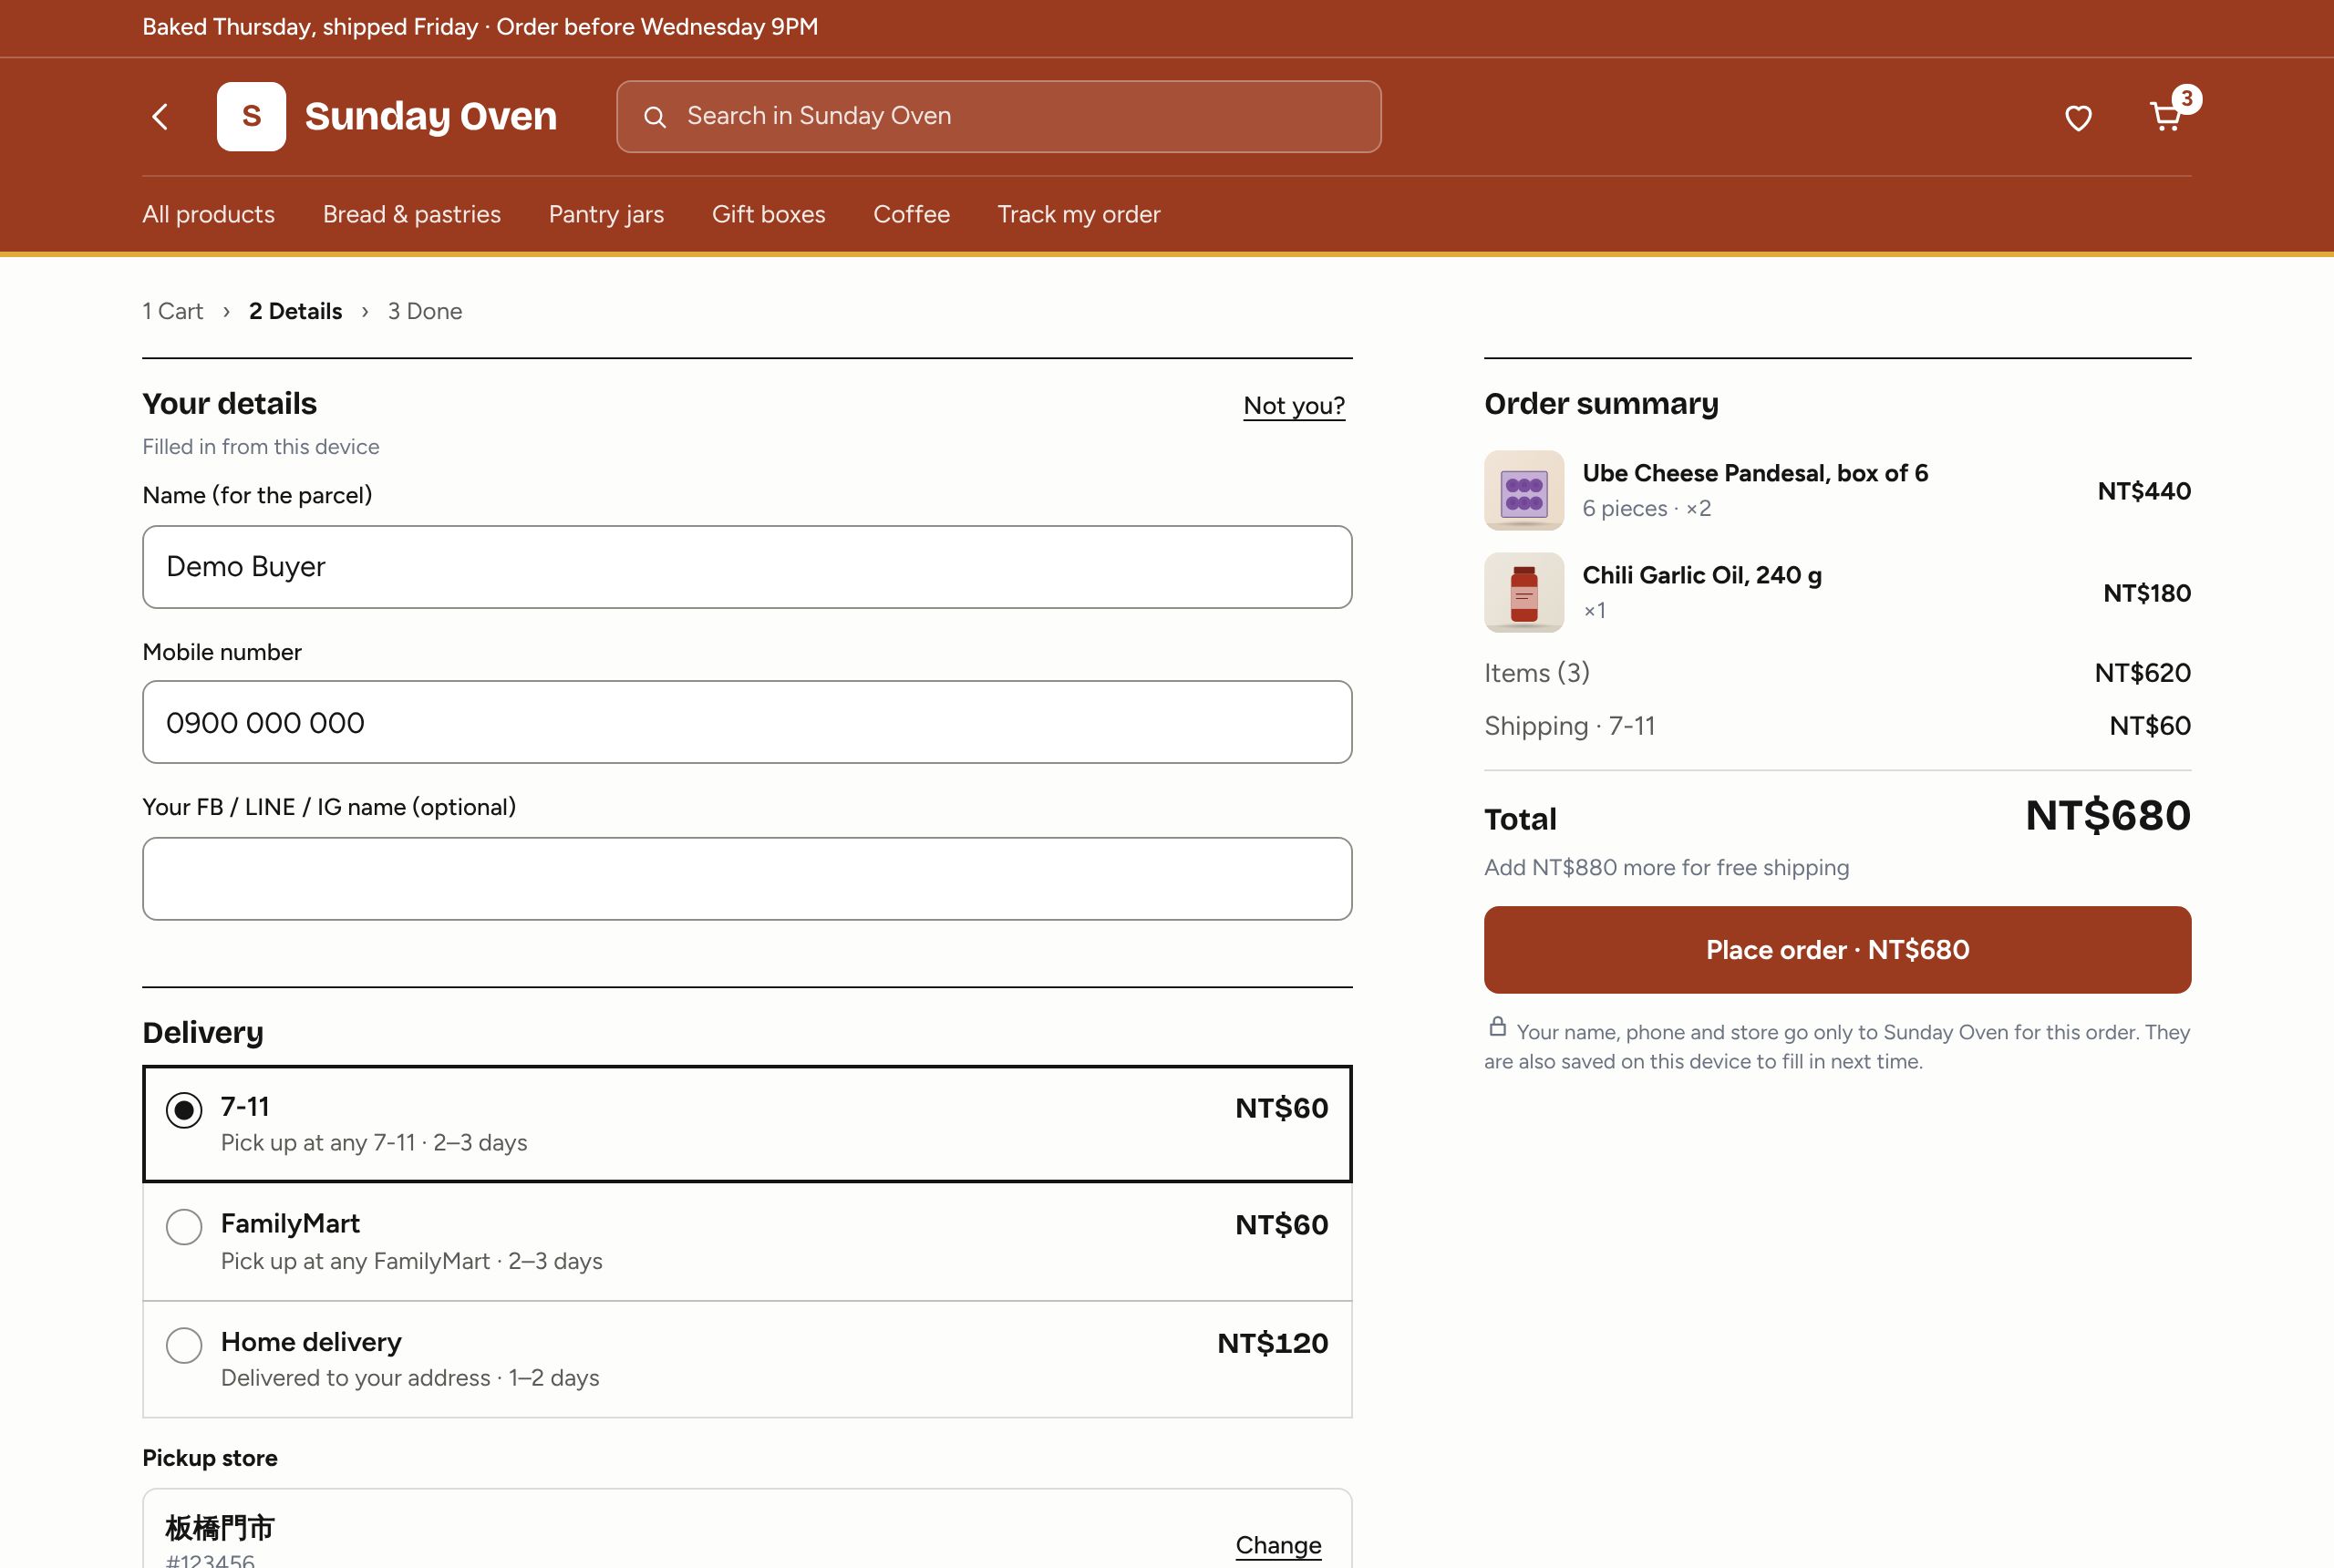 Baked Thursday, shipped Friday · Order before Wednesday 9PM
S
Sunday Oven
Search in Sunday Oven
3
All products
Bread & pastries
Pantry jars
Gift boxes
Coffee
Track my order
1 Cart › 2 Details › 3 Done
Your details
Not you?
Filled in from this device
Name (for the parcel)
Demo Buyer
Mobile number
0900 000 000
Your FB / LINE / IG name (optional)
Delivery
7-11
NT$60
Pick up at any 7-11 · 2–3 days
FamilyMart
NT$60
Pick up at any FamilyMart · 2–3 days
Home delivery
NT$120
Delivered to your address · 1–2 days
Pickup store
板橋門市
#123456
Change
Order summary
Ube Cheese Pandesal, box of 6
6 pieces · ×2
NT$440
Chili Garlic Oil, 240 g
×1
NT$180
Items (3)
NT$620
Shipping · 7-11
NT$60
Total
NT$680
Add NT$880 more for free shipping
Place order · NT$680
Your name, phone and store go only to Sunday Oven for this order. They
are also saved on this device to fill in next time.